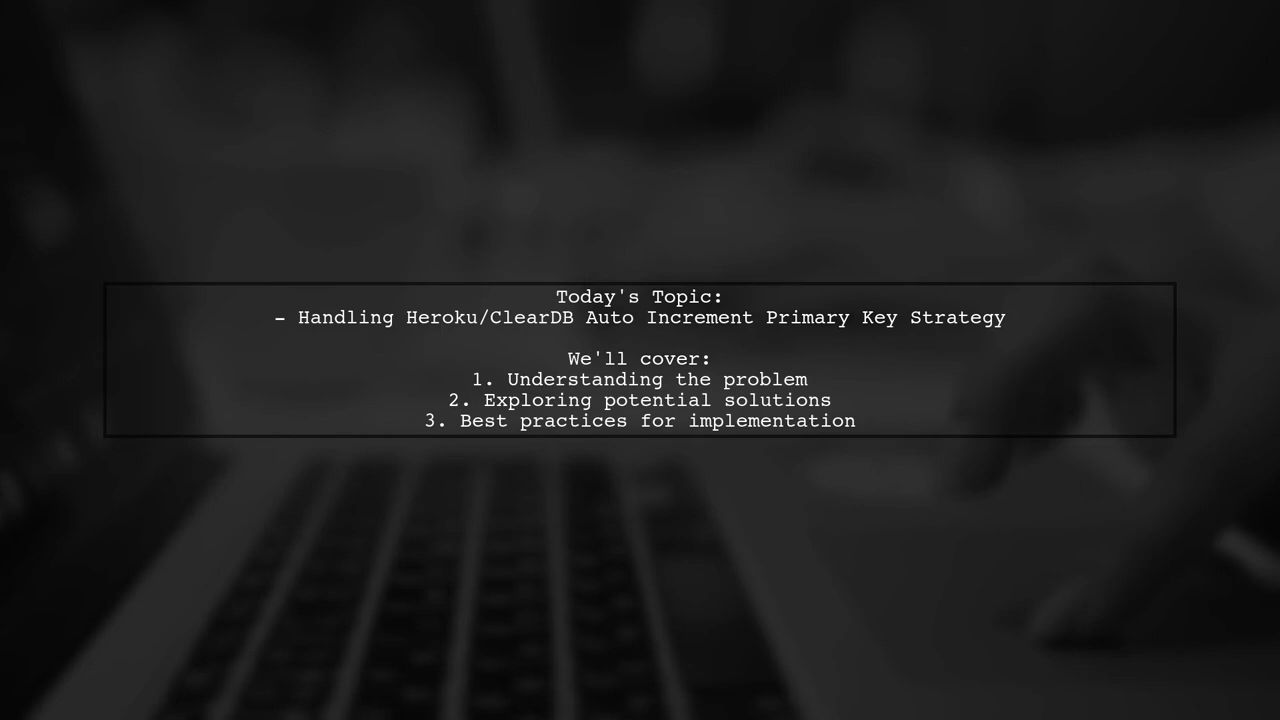 Today's Topic:
- Handling Heroku/ClearDB Auto Increment Primary Key Strategy
We'll cover:
1. Understanding the problem
2. Exploring potential solutions
3. Best practices for implementation